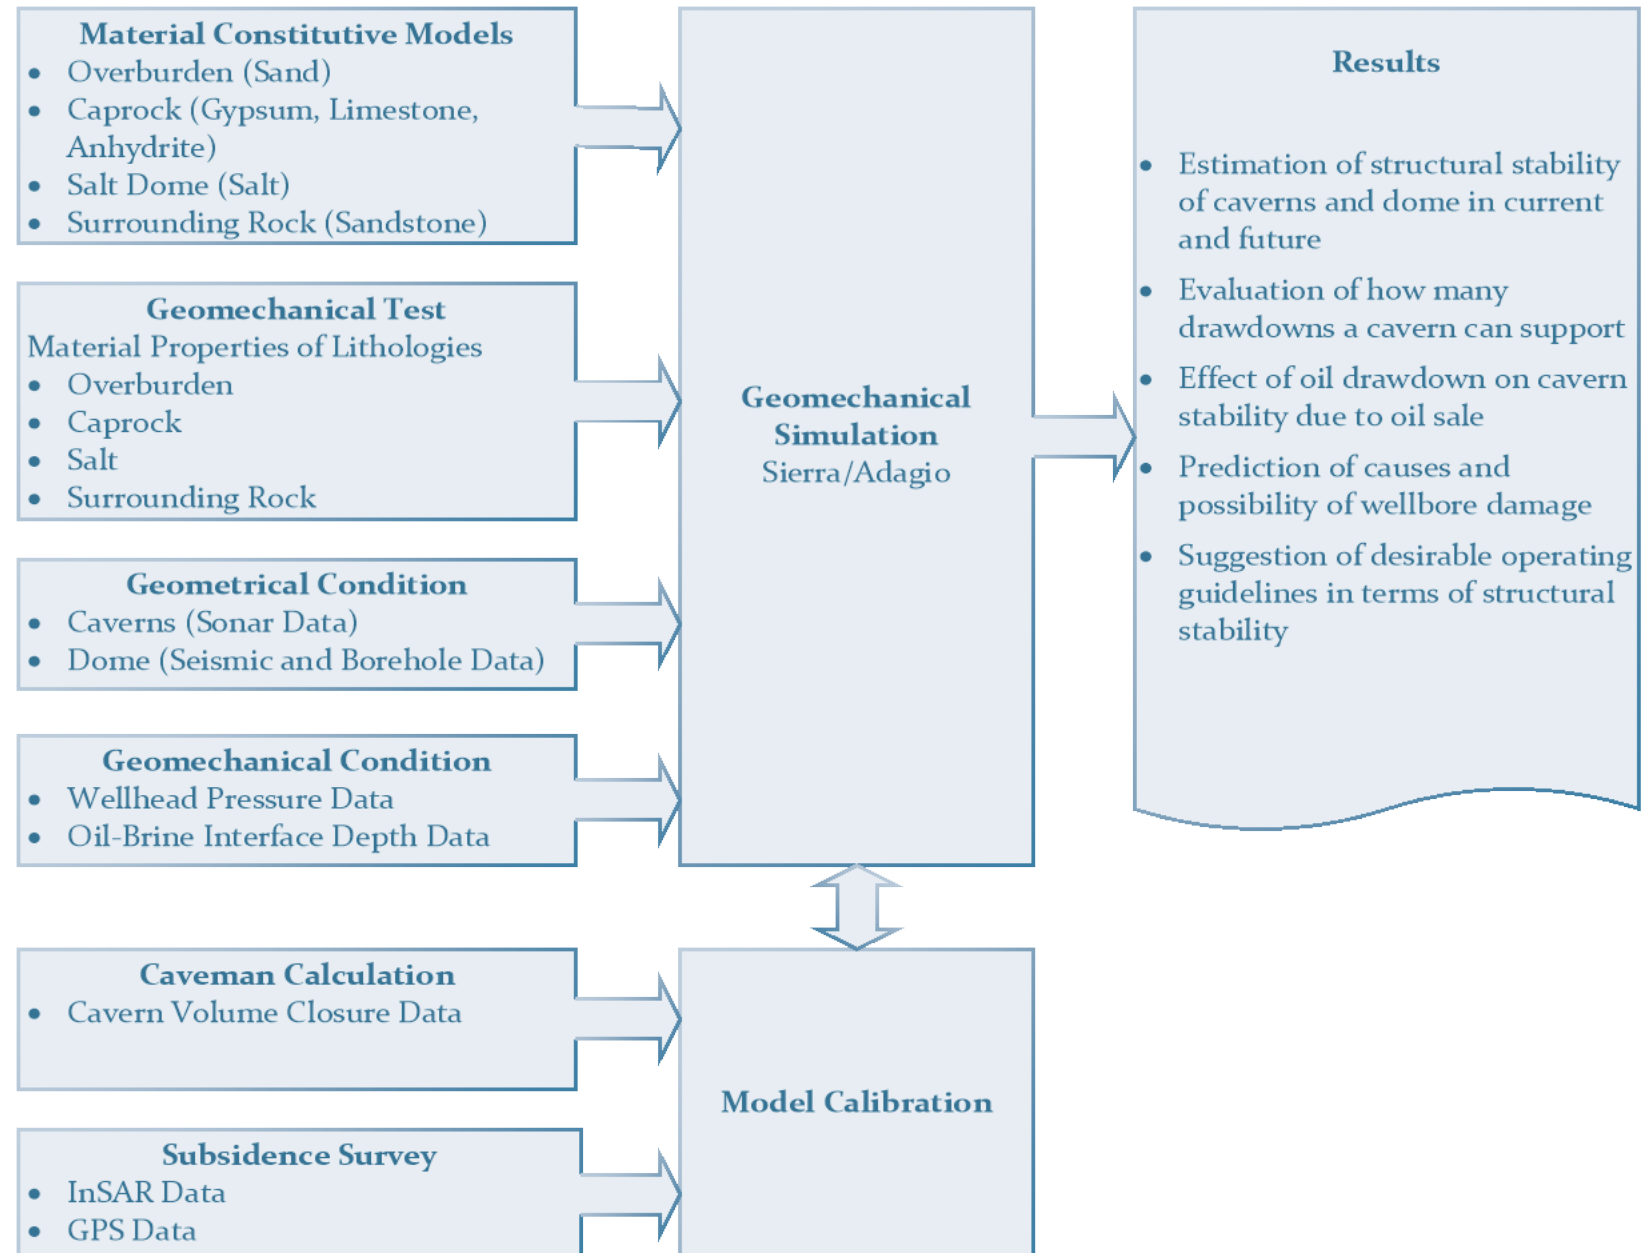 Material Constitutive Models
• Overburden (Sand)
• Caprock (Gypsum, Limestone,
Anhydrite)
• Salt Dome (Salt)
• Surrounding Rock (Sandstone)
Geomechanical Test
Material Properties of Lithologies
• Overburden
• Caprock
• Salt
• Surrounding Rock
Geometrical Condition
• Caverns (Sonar Data)
• Dome (Seismic and Borehole Data)
Geomechanical Condition
• Wellhead Pressure Data
• Oil-Brine Interface Depth Data
Caveman Calculation
• Cavern Volume Closure Data
Subsidence Survey
• InSAR Data
• GPS Data
Geomechanical
Simulation
Sierra/Adagio
Model Calibration
Results
• Estimation of structural stability
of caverns and dome in current
and future
• Evaluation of how many
drawdowns a cavern can support
• Effect of oil drawdown on cavern
stability due to oil sale
• Prediction of causes and
possibility of wellbore damage
• Suggestion of desirable operating
guidelines in terms of structural
stability